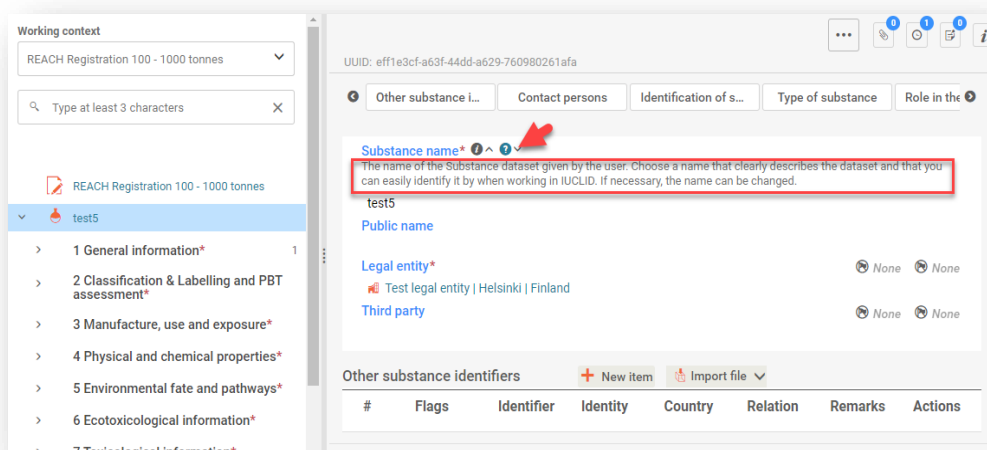 Working context
REACH Registration 100 - 1000 tonnes
Type at least 3 characters
REACH Registration 100 - 1000 tonnes
test5
1 General information* 1
2 Classification & Labelling and PBT
assessment*
3 Manufacture, use and exposure*
4 Physical and chemical properties*
5 Environmental fate and pathways*
6 Ecotoxicological information*
7 Toxicological information*
0 1 0
UUID: eff1e3cf-a63f-44dd-a629-760980261afa
Other substance i... Contact persons Identification of s... Type of substance Role in the
Substance name*
The name of the Substance dataset given by the user. Choose a name that clearly describes the dataset and that you
can easily identify it by when working in IUCLID. If necessary, the name can be changed.
test5
Public name
Legal entity* None None
Test legal entity | Helsinki | Finland
Third party None None
Other substance identifiers New item Import file
# Flags Identifier Identity Country Relation Remarks Actions